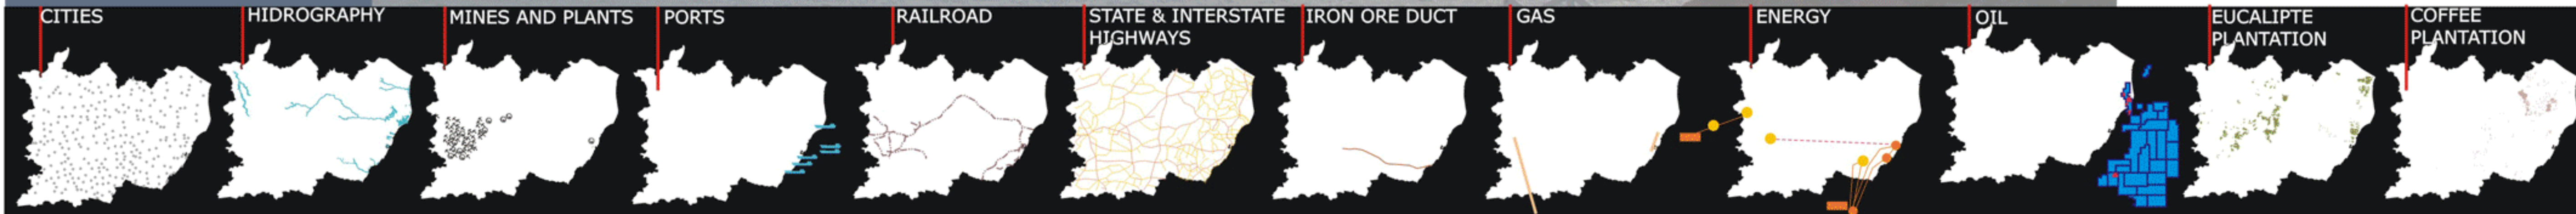 CITIES
HIDROGRAPHY
MINES AND PLANTS
PORTS
RAILROAD
STATE & INTERSTATE
HIGHWAYS
IRON ORE DUCT
GAS
ENERGY
OIL
EUCALIPTE
PLANTATION
COFFEE
PLANTATION